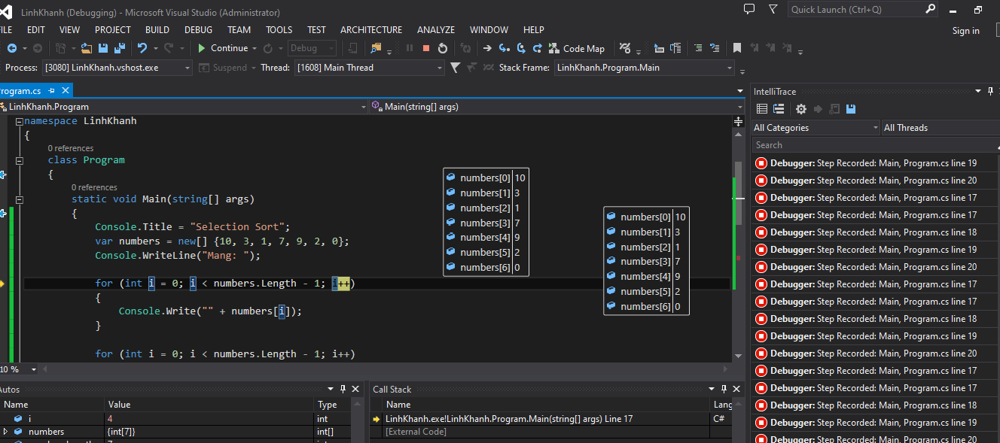 LinhKhanh (Debugging) - Microsoft Visual Studio (Administrator)
Quick Launch (Ctrl+Q)
FILE EDIT VIEW PROJECT BUILD DEBUG TEAM TOOLS TEST ARCHITECTURE ANALYZE WINDOW HELP
Sign in
Continue Debug Code Map
Process: [3080] LinhKhanh.vshost.exe Suspend Thread: [1608] Main Thread Stack Frame: LinhKhanh.Program.Main
Program.cs
LinhKhanh.Program Main(string[] args)
namespace LinhKhanh
{
0 references
class Program
{
0 references
static void Main(string[] args)
{
Console.Title = "Selection Sort";
var numbers = new[] {10, 3, 1, 7, 9, 2, 0};
Console.WriteLine("Mang: ");
for (int i = 0; i < numbers.Length - 1; i++)
{
Console.Write("" + numbers[i]);
}
for (int i = 0; i < numbers.Length - 1; i++)
numbers[0] 10
numbers[1] 3
numbers[2] 1
numbers[3] 7
numbers[4] 9
numbers[5] 2
numbers[6] 0
numbers[0] 10
numbers[1] 3
numbers[2] 1
numbers[3] 7
numbers[4] 9
numbers[5] 2
numbers[6] 0
10 %
IntelliTrace
All Categories All Threads
Search
Debugger: Step Recorded: Main, Program.cs line 19
Debugger: Step Recorded: Main, Program.cs line 20
Debugger: Step Recorded: Main, Program.cs line 17
Debugger: Step Recorded: Main, Program.cs line 17
Debugger: Step Recorded: Main, Program.cs line 18
Debugger: Step Recorded: Main, Program.cs line 19
Debugger: Step Recorded: Main, Program.cs line 20
Debugger: Step Recorded: Main, Program.cs line 17
Debugger: Step Recorded: Main, Program.cs line 17
Debugger: Step Recorded: Main, Program.cs line 18
Debugger: Step Recorded: Main, Program.cs line 19
Debugger: Step Recorded: Main, Program.cs line 20
Debugger: Step Recorded: Main, Program.cs line 17
Debugger: Step Recorded: Main, Program.cs line 17
Debugger: Step Recorded: Main, Program.cs line 18
Debugger: Step Recorded: Main, Program.cs line 19
Debugger: Step Recorded: Main, Program.cs line 20
Autos
Name Value Type
i 4 int
numbers {int[7]} int[]
Call Stack
Name Lang
LinhKhanh.exe!LinhKhanh.Program.Main(string[] args) Line 17 C#
[External Code]